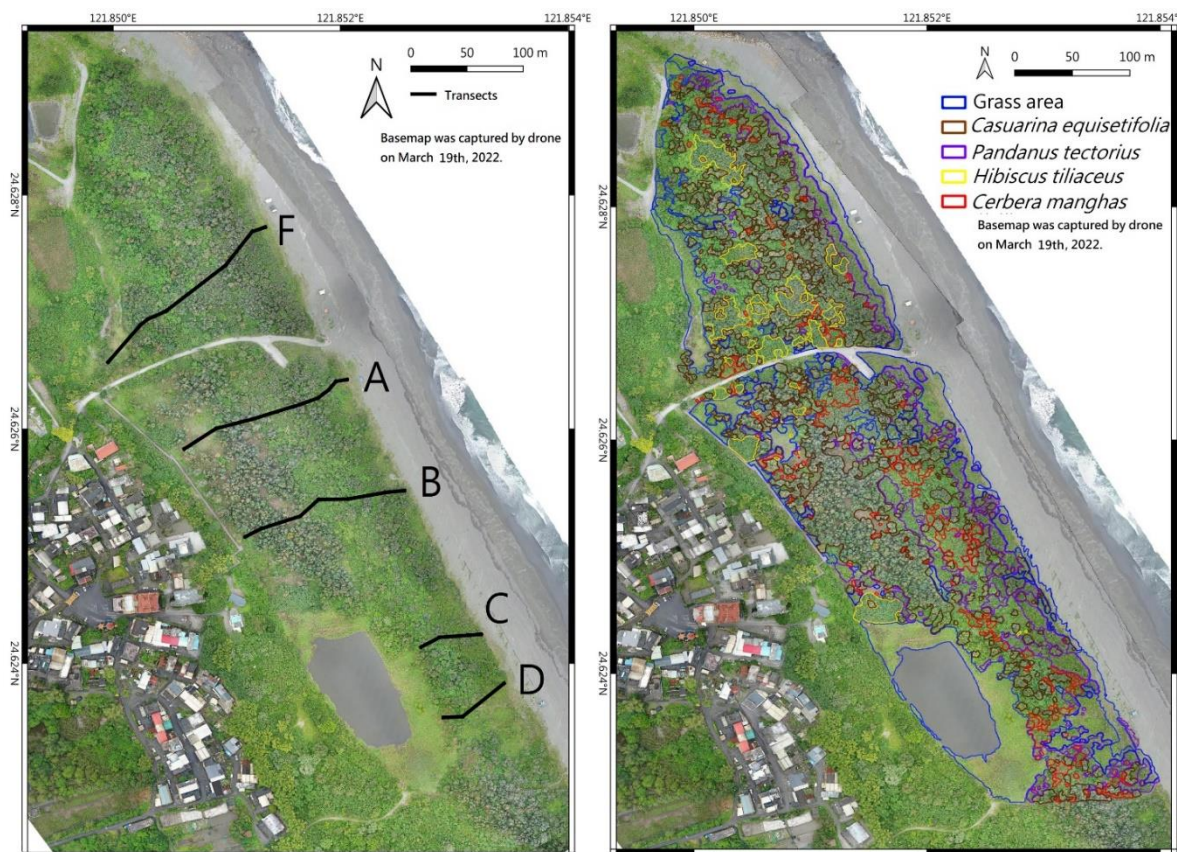 121.850°E
121.852°E
121.854°E
N
0 50 100 m
Transects
Basemap was captured by drone
on March 19th, 2022.
24.628°N
24.626°N
24.624°N
F
A
B
C
D
121.850°E
121.852°E
121.854°E
N
0 50 100 m
Grass area
Casuarina equisetifolia
Pandanus tectorius
Hibiscus tiliaceus
Cerbera manghas
Basemap was captured by drone
on March 19th, 2022.
24.628°N
24.626°N
24.624°N